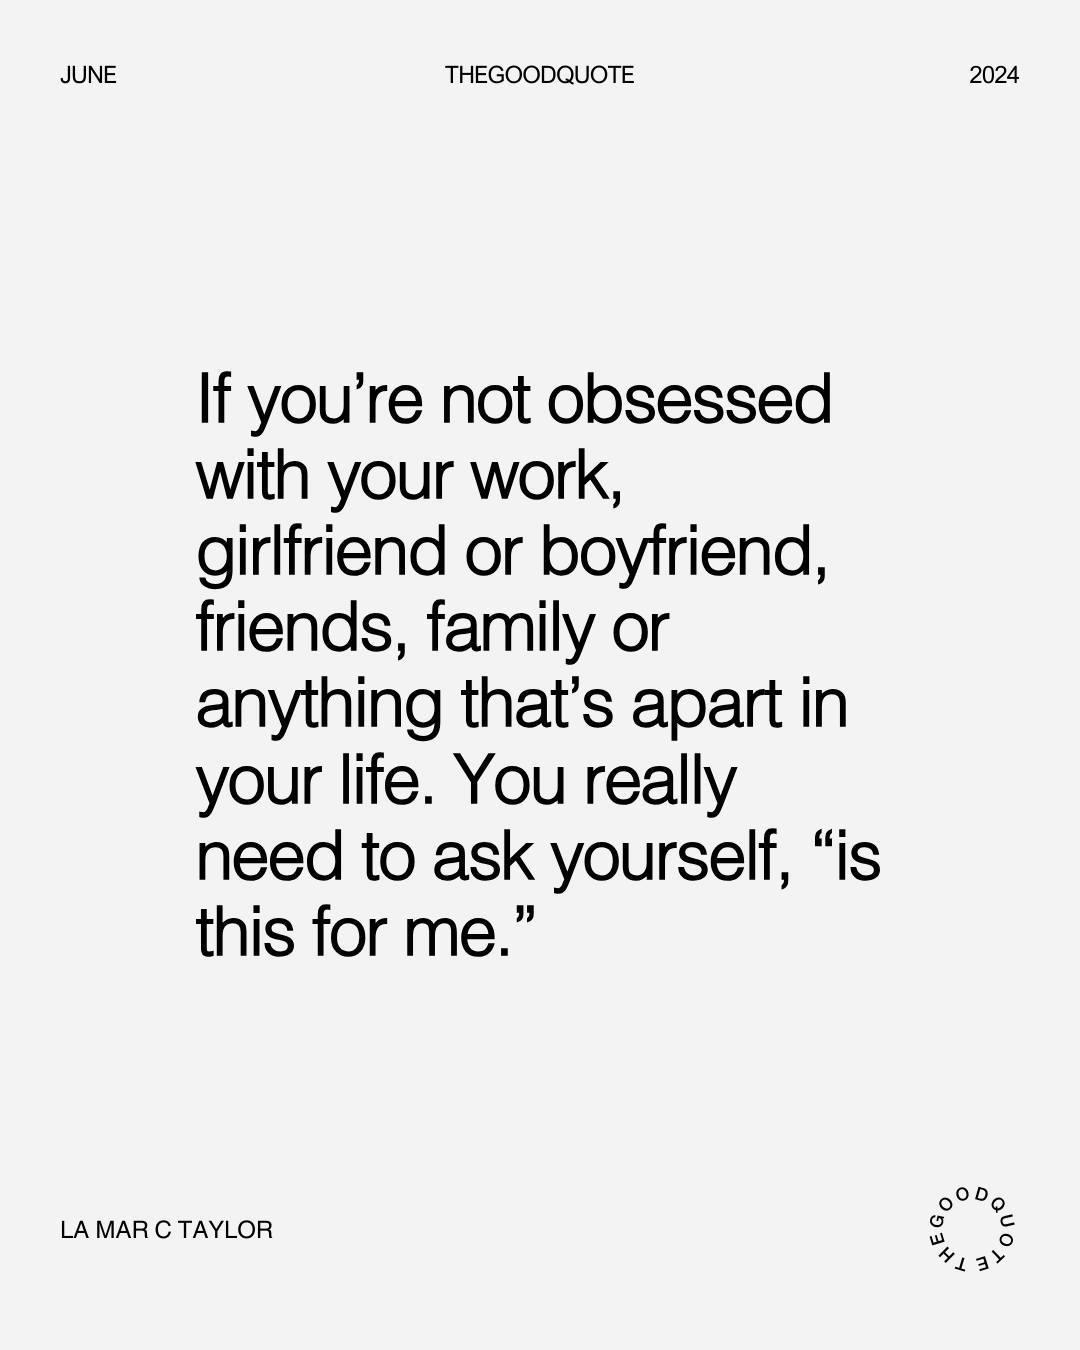 JUNE THEGOODQUOTE 2024
If you’re not obsessed
with your work,
girlfriend or boyfriend,
friends, family or
anything that’s apart in
your life. You really
need to ask yourself, “is
this for me.”
LA MAR C TAYLOR
THEGOODQUOTE